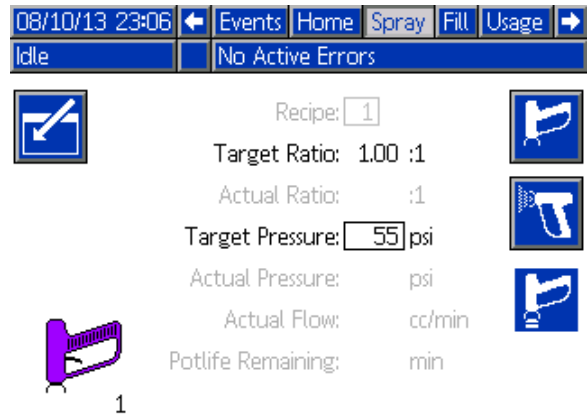 08/10/13 23:06 Events Home Spray Fill Usage
Idle No Active Errors
Recipe: 1
Target Ratio: 1.00 :1
Actual Ratio: :1
Target Pressure: 55 psi
Actual Pressure: psi
Actual Flow: cc/min
Potlife Remaining: min
1